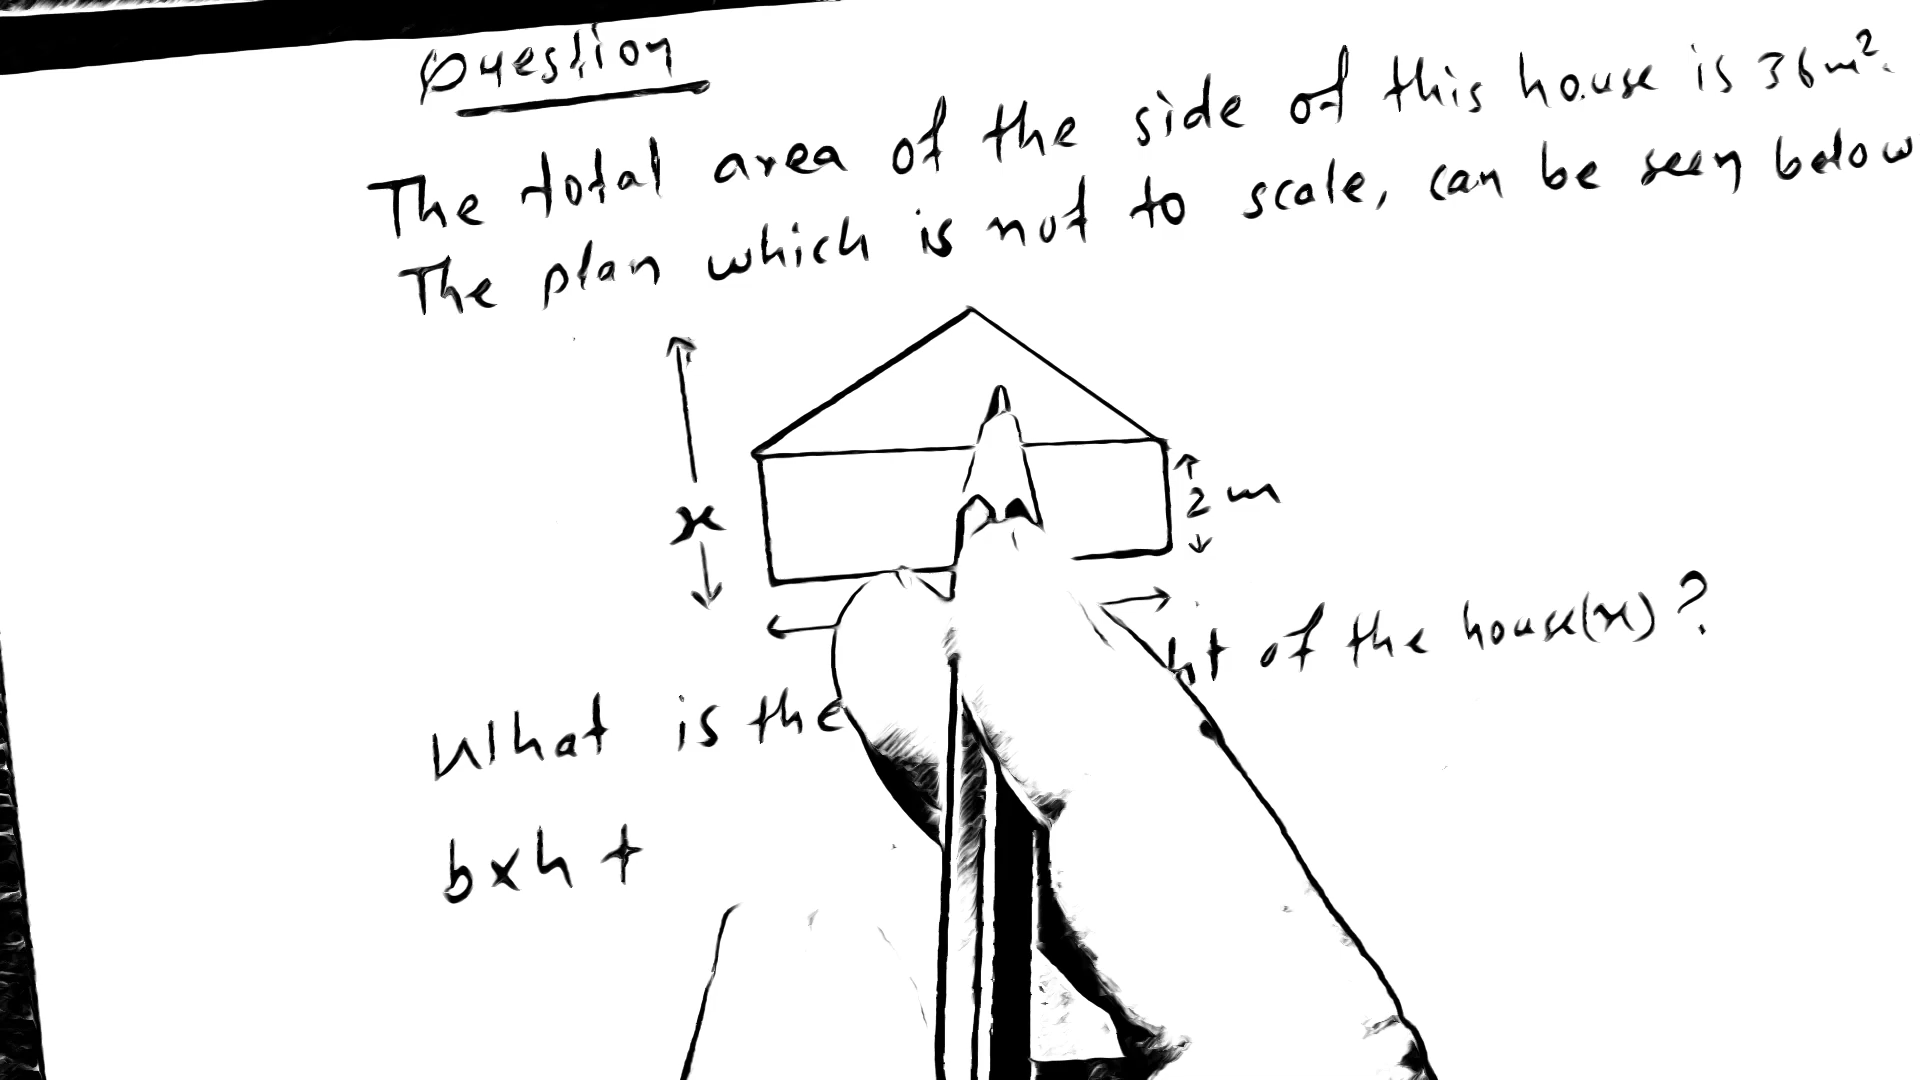 Question
The total area of the side of this house is 36m².
The plan which is not to scale, can be seen below
x
2 m
What is the ht of the house(x)?
b×h +